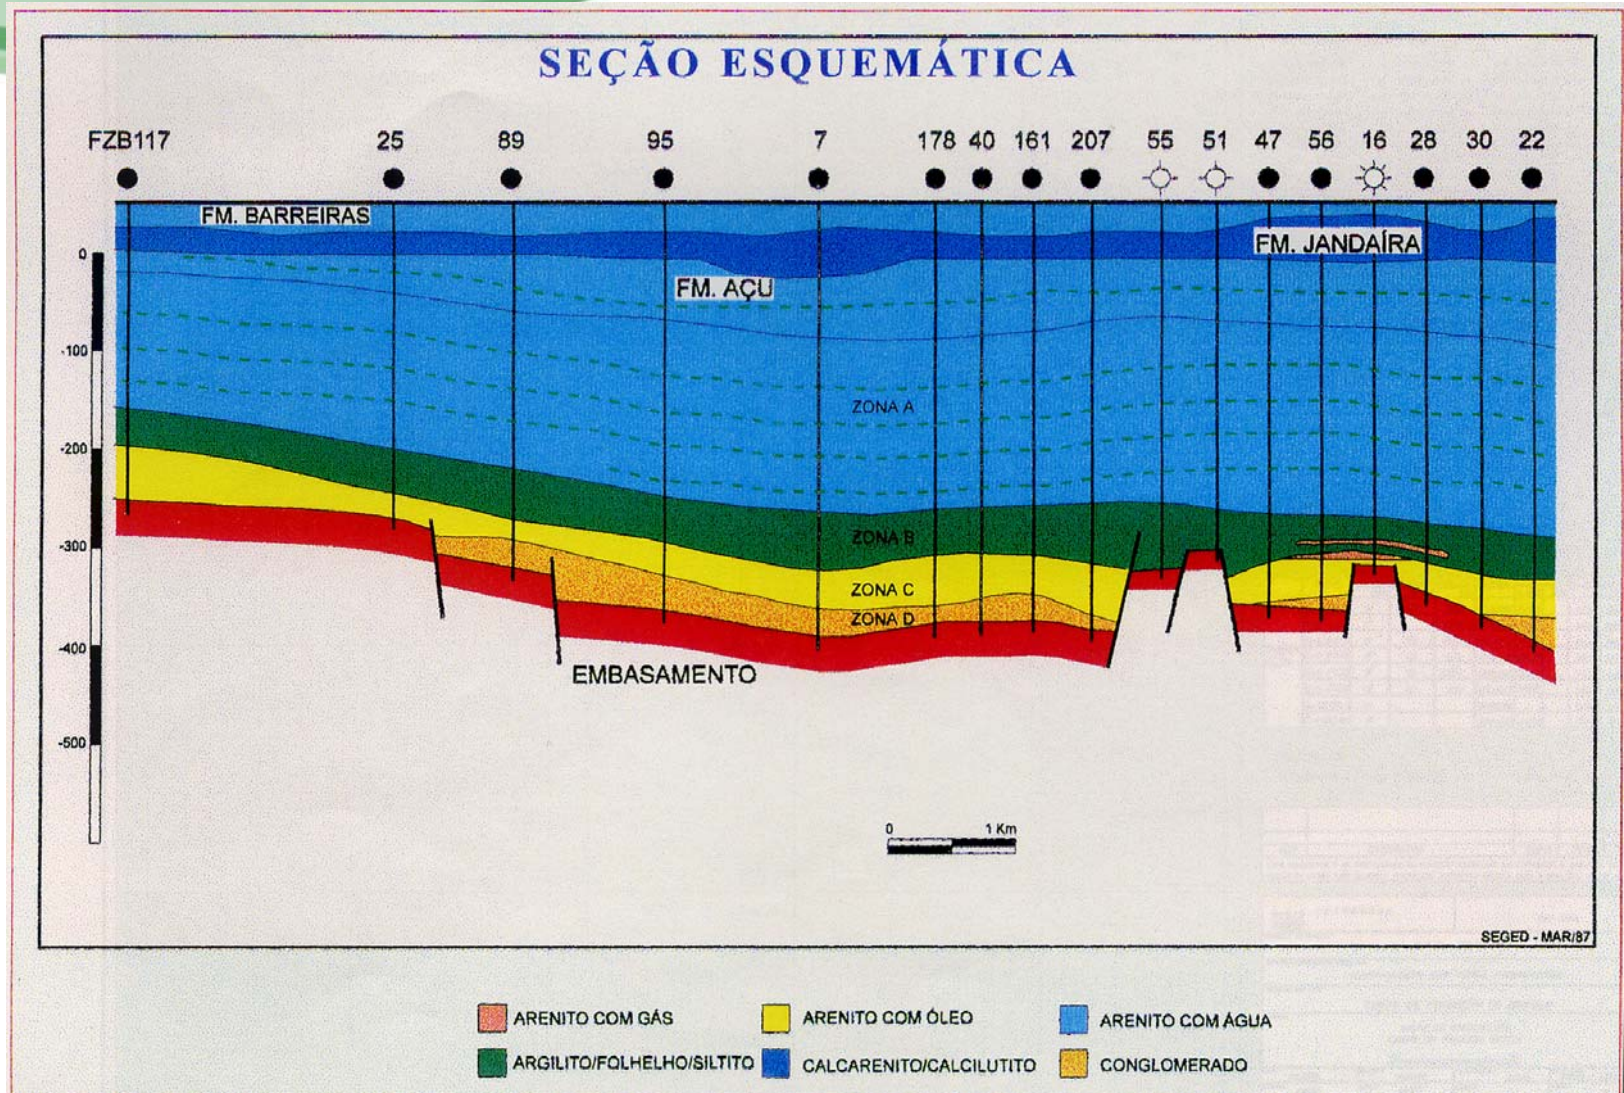 SEÇÃO ESQUEMÁTICA
FZB117 25 89 95 7 178 40 161 207 55 51 47 56 16 28 30 22
FM. BARREIRAS
FM. JANDAÍRA
0
FM. AÇU
-100
ZONA A
-200
ZONA B
-300
ZONA C
ZONA D
-400
EMBASAMENTO
-500
0 1 Km
SEGED - MAR/87
ARENITO COM GÁS ARENITO COM ÓLEO ARENITO COM ÁGUA
ARGILITO/FOLHELHO/SILTITO CALCARENITO/CALCILUTITO CONGLOMERADO